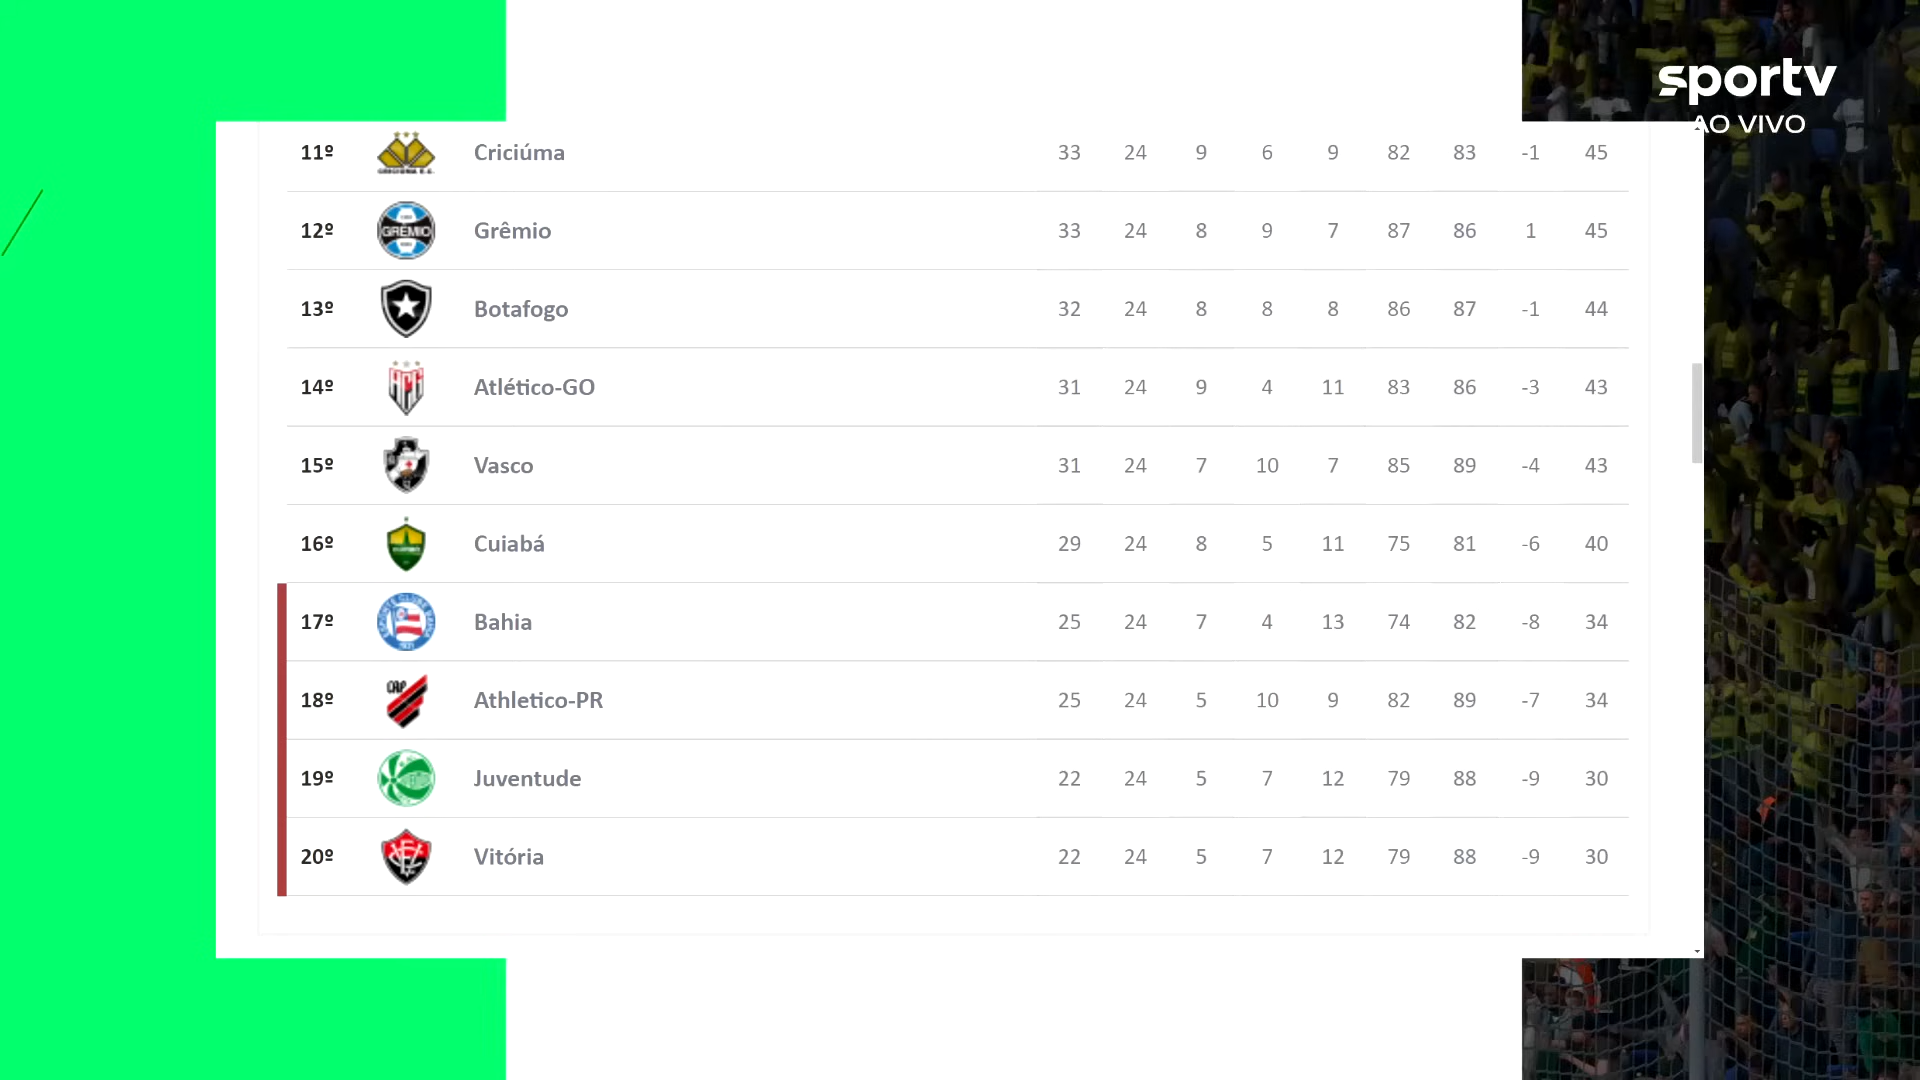 sportv
AO VIVO
11º Criciúma 33 24 9 6 9 82 83 -1 45
12º GRÊMIO Grêmio 33 24 8 9 7 87 86 1 45
13º Botafogo 32 24 8 8 8 86 87 -1 44
14º ACG Atlético-GO 31 24 9 4 11 83 86 -3 43
15º Vasco 31 24 7 10 7 85 89 -4 43
16º Cuiabá 29 24 8 5 11 75 81 -6 40
17º Bahia 25 24 7 4 13 74 82 -8 34
18º CAP Athletico-PR 25 24 5 10 9 82 89 -7 34
19º Juventude 22 24 5 7 12 79 88 -9 30
20º Vitória 22 24 5 7 12 79 88 -9 30